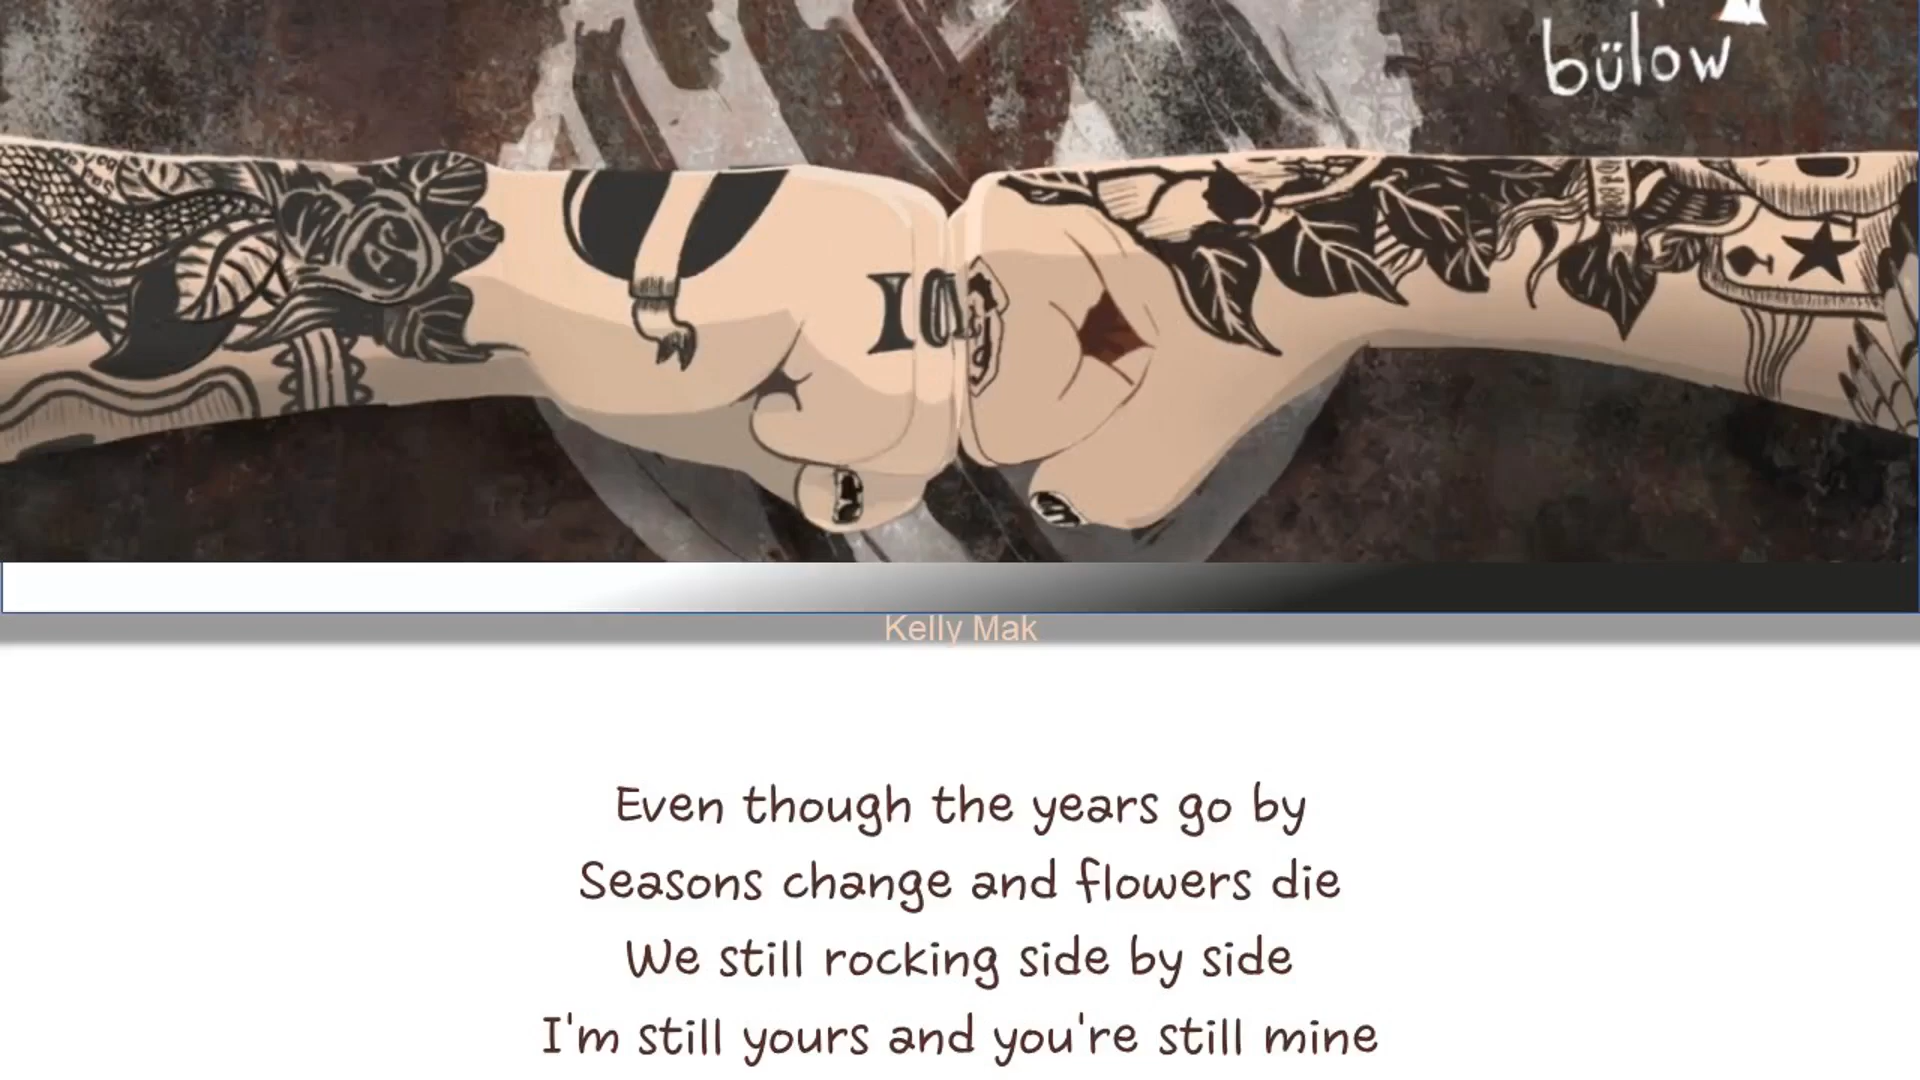 bülow
Kelly Mak
Even though the years go by
Seasons change and flowers die
We still rocking side by side
I'm still yours and you're still mine